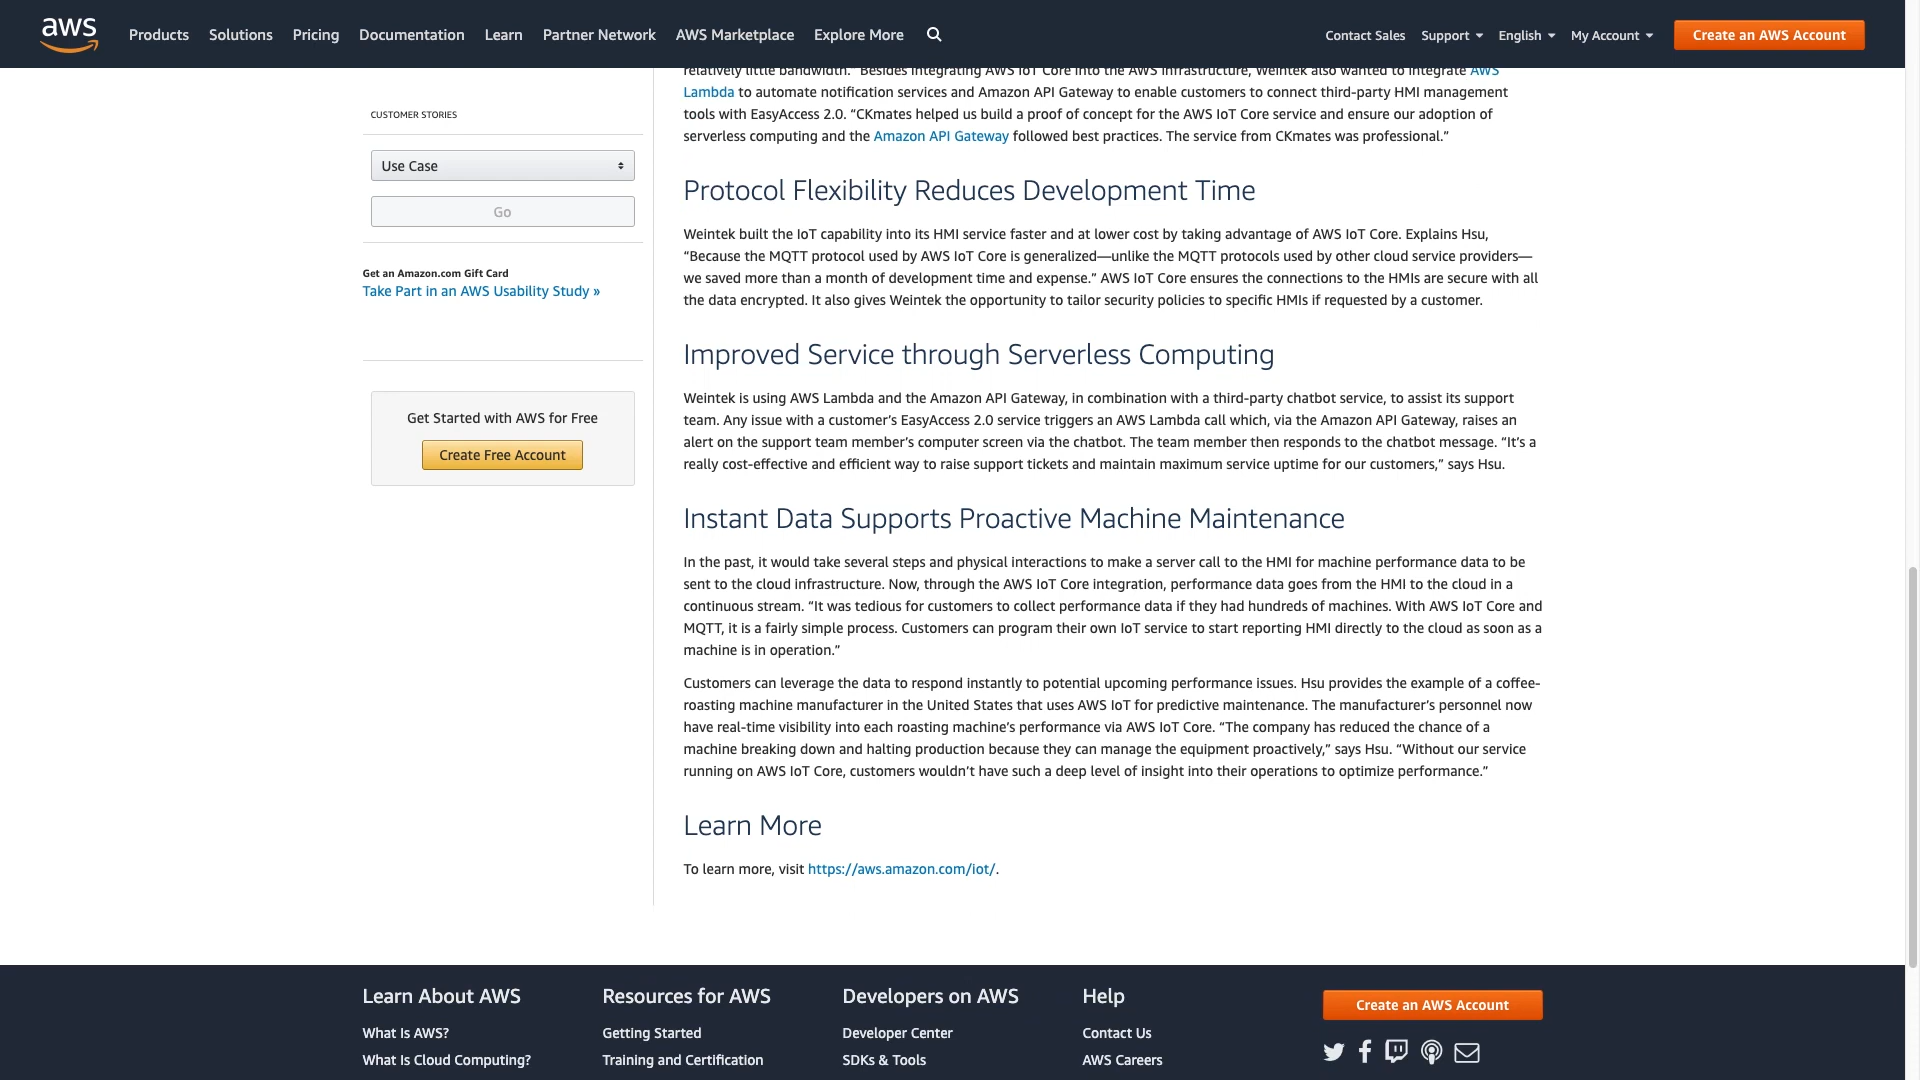 aws
Products
Solutions
Pricing
Documentation
Learn
Partner Network
AWS Marketplace
Explore More
Contact Sales
Support
English
My Account
Create an AWS Account
CUSTOMER STORIES
Use Case
Go
Get an Amazon.com Gift Card
Take Part in an AWS Usability Study »
Get Started with AWS for Free
Create Free Account
relatively little bandwidth.” Besides integrating AWS IoT Core into the AWS infrastructure, Weintek also wanted to integrate AWS
Lambda to automate notification services and Amazon API Gateway to enable customers to connect third-party HMI management
tools with EasyAccess 2.0. “CKmates helped us build a proof of concept for the AWS IoT Core service and ensure our adoption of
serverless computing and the Amazon API Gateway followed best practices. The service from CKmates was professional.”
Protocol Flexibility Reduces Development Time
Weintek built the IoT capability into its HMI service faster and at lower cost by taking advantage of AWS IoT Core. Explains Hsu,
“Because the MQTT protocol used by AWS IoT Core is generalized—unlike the MQTT protocols used by other cloud service providers—
we saved more than a month of development time and expense.” AWS IoT Core ensures the connections to the HMIs are secure with all
the data encrypted. It also gives Weintek the opportunity to tailor security policies to specific HMIs if requested by a customer.
Improved Service through Serverless Computing
Weintek is using AWS Lambda and the Amazon API Gateway, in combination with a third-party chatbot service, to assist its support
team. Any issue with a customer’s EasyAccess 2.0 service triggers an AWS Lambda call which, via the Amazon API Gateway, raises an
alert on the support team member’s computer screen via the chatbot. The team member then responds to the chatbot message. “It’s a
really cost-effective and efficient way to raise support tickets and maintain maximum service uptime for our customers,” says Hsu.
Instant Data Supports Proactive Machine Maintenance
In the past, it would take several steps and physical interactions to make a server call to the HMI for machine performance data to be
sent to the cloud infrastructure. Now, through the AWS IoT Core integration, performance data goes from the HMI to the cloud in a
continuous stream. “It was tedious for customers to collect performance data if they had hundreds of machines. With AWS IoT Core and
MQTT, it is a fairly simple process. Customers can program their own IoT service to start reporting HMI directly to the cloud as soon as a
machine is in operation.”
Customers can leverage the data to respond instantly to potential upcoming performance issues. Hsu provides the example of a coffee-
roasting machine manufacturer in the United States that uses AWS IoT for predictive maintenance. The manufacturer’s personnel now
have real-time visibility into each roasting machine’s performance via AWS IoT Core. “The company has reduced the chance of a
machine breaking down and halting production because they can manage the equipment proactively,” says Hsu. “Without our service
running on AWS IoT Core, customers wouldn’t have such a deep level of insight into their operations to optimize performance.”
Learn More
To learn more, visit https://aws.amazon.com/iot/.
Learn About AWS
What Is AWS?
What Is Cloud Computing?
Resources for AWS
Getting Started
Training and Certification
Developers on AWS
Developer Center
SDKs & Tools
Help
Contact Us
AWS Careers
Create an AWS Account